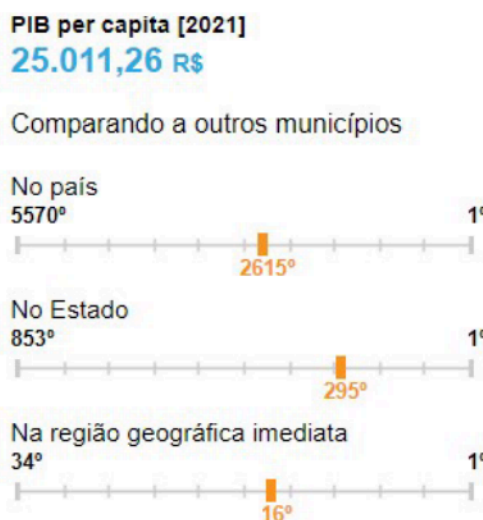 PIB per capita [2021]
25.011,26 R$
Comparando a outros municípios
No país
5570º 1º
2615º
No Estado
853º 1º
295º
Na região geográfica imediata
34º 1º
16º